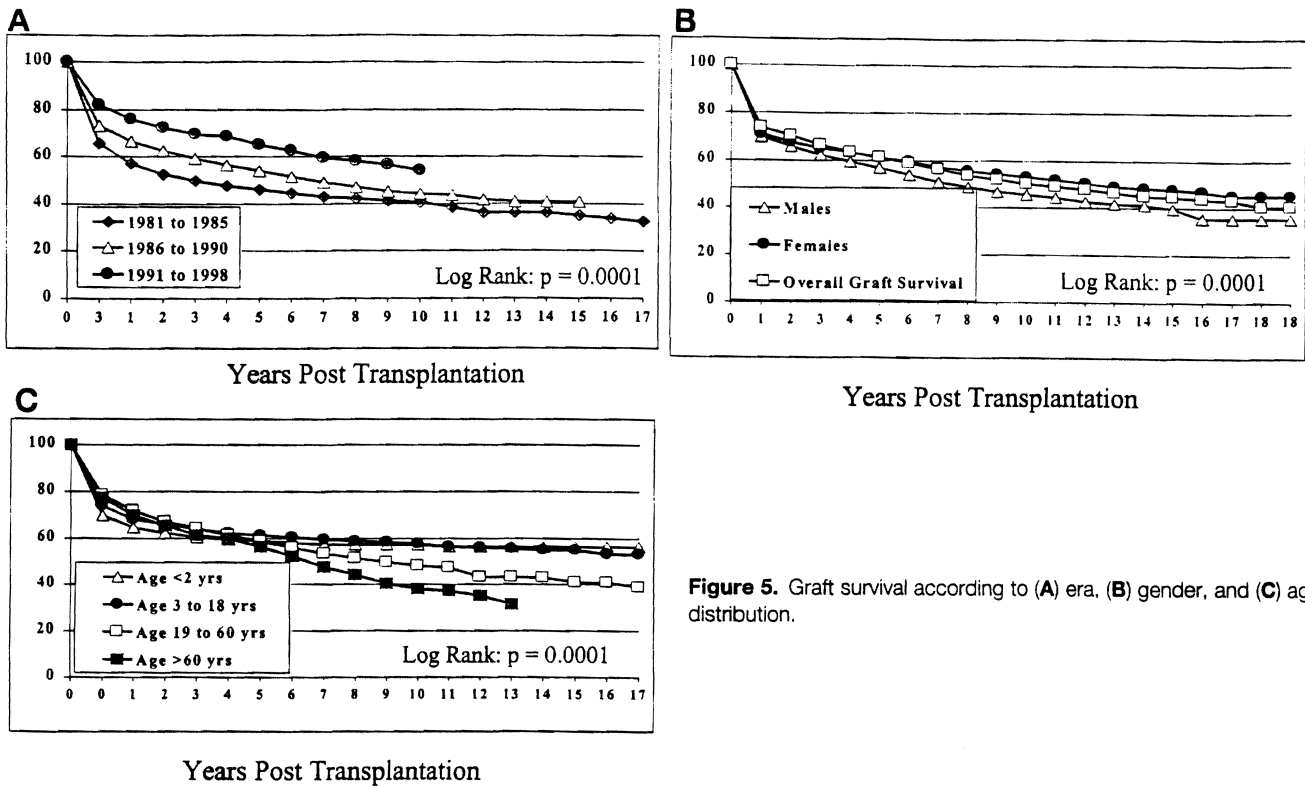 A
100
80
60
40
20
0
1981 to 1985
1986 to 1990
1991 to 1998
Log Rank: p = 0.0001
0 3 1 2 3 4 5 6 7 8 9 10 11 12 13 14 15 16 17
Years Post Transplantation
B
100
80
60
40
20
0
Males
Females
Overall Graft Survival
Log Rank: p = 0.0001
0 1 2 3 4 5 6 7 8 9 10 11 12 13 14 15 16 18 18
Years Post Transplantation
C
100
80
60
40
20
0
Age <2 yrs
Age 3 to 18 yrs
Age 19 to 60 yrs
Age >60 yrs
Log Rank: p = 0.0001
0 0 1 2 3 4 5 6 7 8 9 10 11 12 13 14 15 16 17
Years Post Transplantation
Figure 5. Graft survival according to (A) era, (B) gender, and (C) ag
distribution.